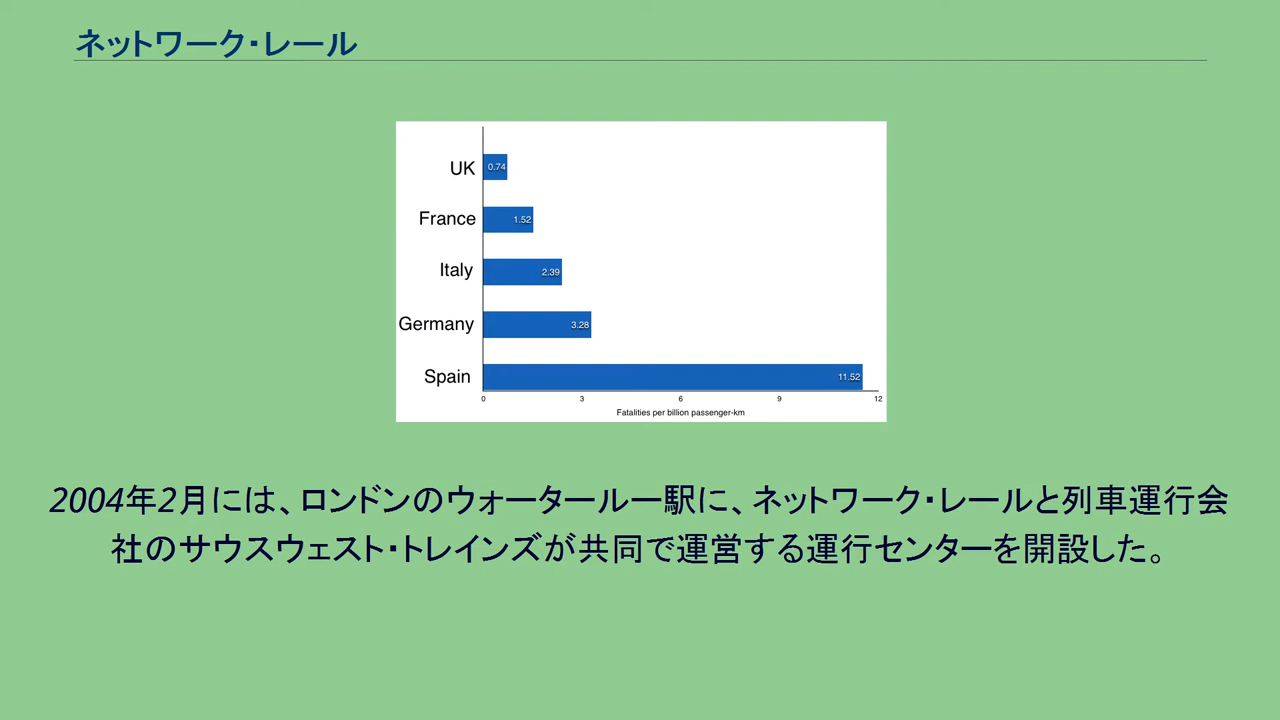 ネットワーク・レール
UK 0.74
France 1.52
Italy 2.39
Germany 3.28
Spain 11.52
0 3 6 9 12
Fatalities per billion passenger-km
2004年2月には、ロンドンのウォータールー駅に、ネットワーク・レールと列車運行会
社のサウスウェスト・トレインズが共同で運営する運行センターを開設した。